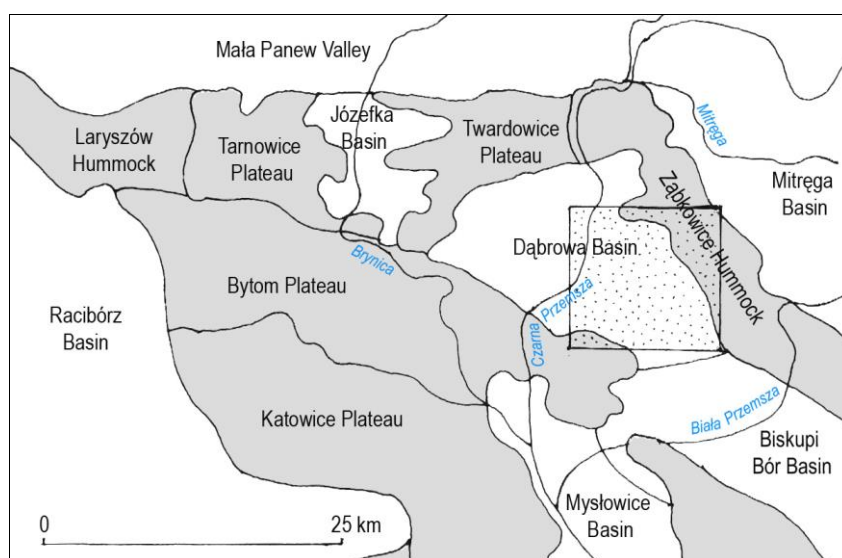 Mała Panew Valley
Józefka
Basin
Laryszów
Hummock
Tarnowice
Plateau
Twardowice
Plateau
Mitręga
Mitręga
Basin
Ząbkowice Hummock
Dąbrowa Basin
Brynica
Bytom Plateau
Czarna Przemsza
Racibórz
Basin
Katowice Plateau
Biała Przemsza
Biskupi
Bór Basin
Mysłowice
Basin
0 25 km